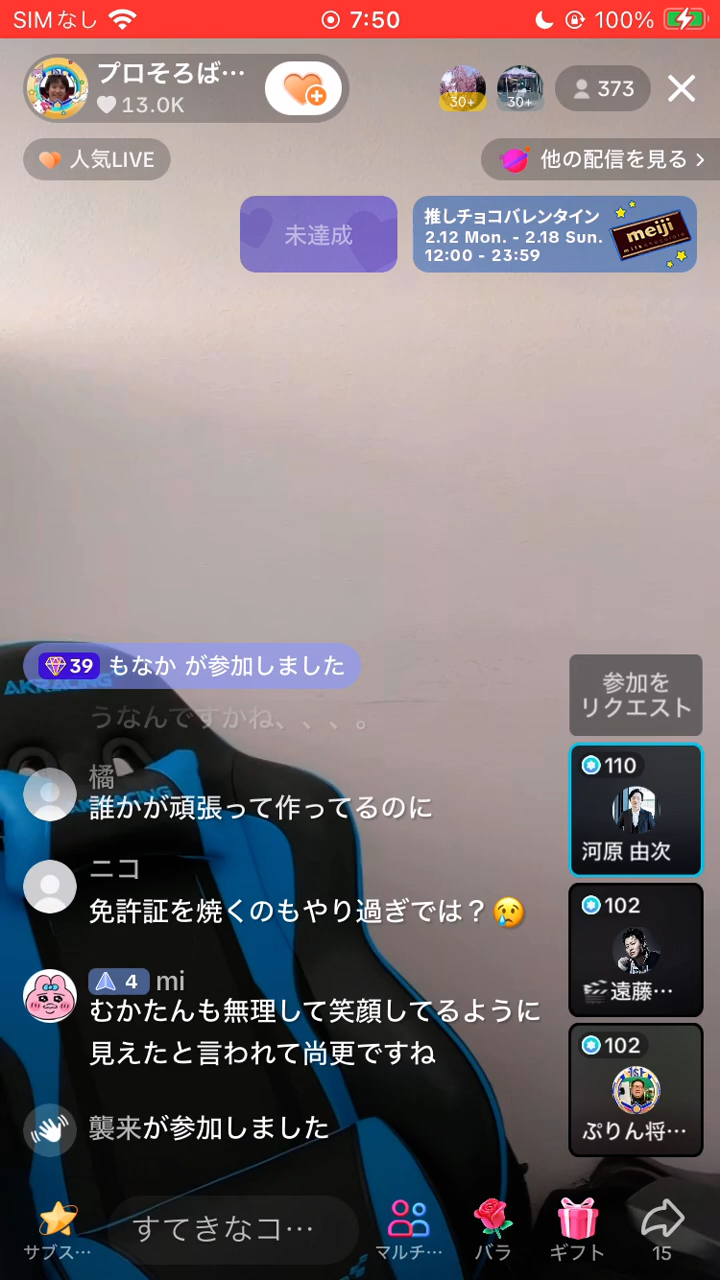 SIMなし
7:50
100%
プロそろば…
13.0K
30+
30+
373
人気LIVE
他の配信を見る
未達成
推しチョコバレンタイン
2.12 Mon. - 2.18 Sun.
12:00 - 23:59
meiji
39 もなか が参加しました
AKRACING
うなんですかね、、、。
参加を
リクエスト
橘
誰かが頑張って作ってるのに
110
河原 由次
ニコ
免許証を焼くのもやり過ぎでは？😢
102
遠藤…
4 mi
むかたんも無理して笑顔してるように
見えたと言われて尚更ですね
102
ぷりん将…
襲来が参加しました
すてきなコ…
サブス…
マルチ…
バラ
ギフト
15